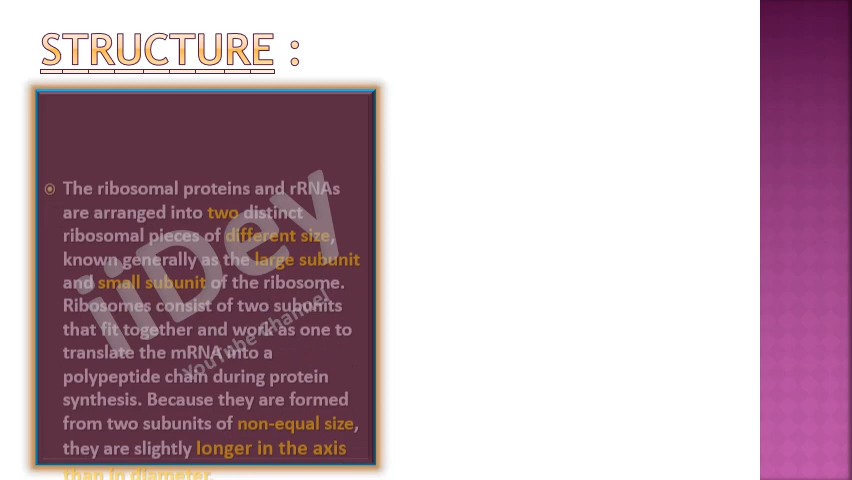 STRUCTURE :
The ribosomal proteins and rRNAs
are arranged into two distinct
ribosomal pieces of different size,
known generally as the large subunit
and small subunit of the ribosome.
Ribosomes consist of two subunits
that fit together and work as one to
translate the mRNA into a
polypeptide chain during protein
synthesis. Because they are formed
from two subunits of non-equal size,
they are slightly longer in the axis
than in diameter.
iiDey
YouTube Channel